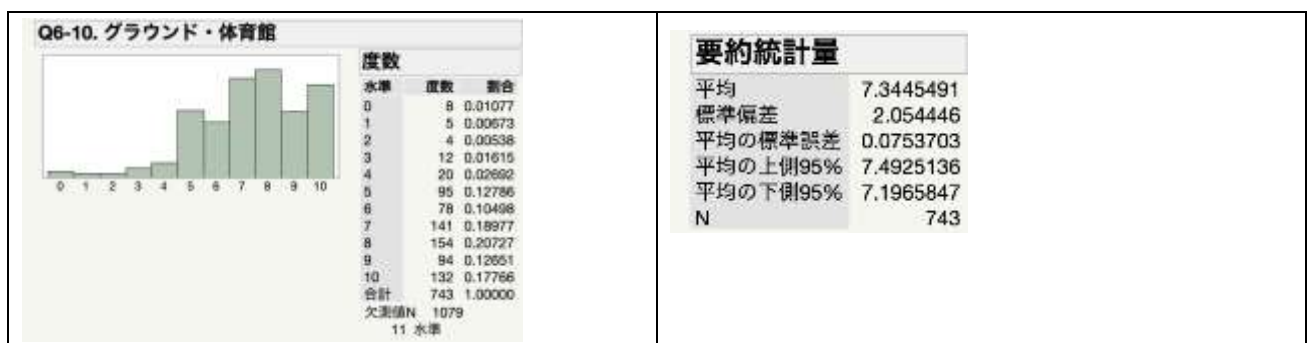 Q6-10. グラウンド・体育館
0 1 2 3 4 5 6 7 8 9 10
度数
水準 度数 割合
0 8 0.01077
1 5 0.00673
2 4 0.00538
3 12 0.01615
4 20 0.02692
5 95 0.12786
6 78 0.10498
7 141 0.18977
8 154 0.20727
9 94 0.12651
10 132 0.17766
合計 743 1.00000
欠測値N 1079
11 水準
要約統計量
平均 7.3445491
標準偏差 2.054446
平均の標準誤差 0.0753703
平均の上側95% 7.4925136
平均の下側95% 7.1965847
N 743